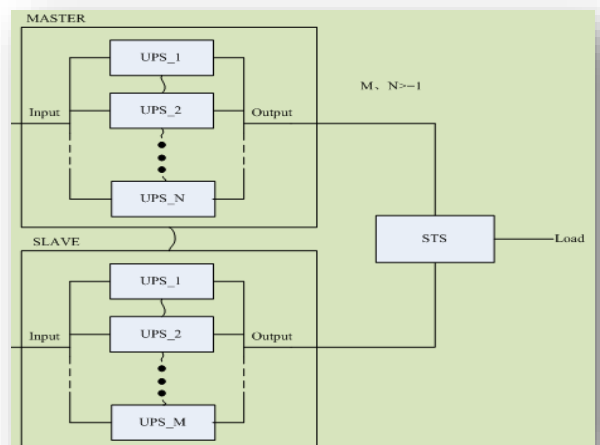 MASTER
UPS_1
M、N>=1
Input
UPS_2
Output
UPS_N
SLAVE
STS
Load
UPS_1
Input
UPS_2
Output
UPS_M